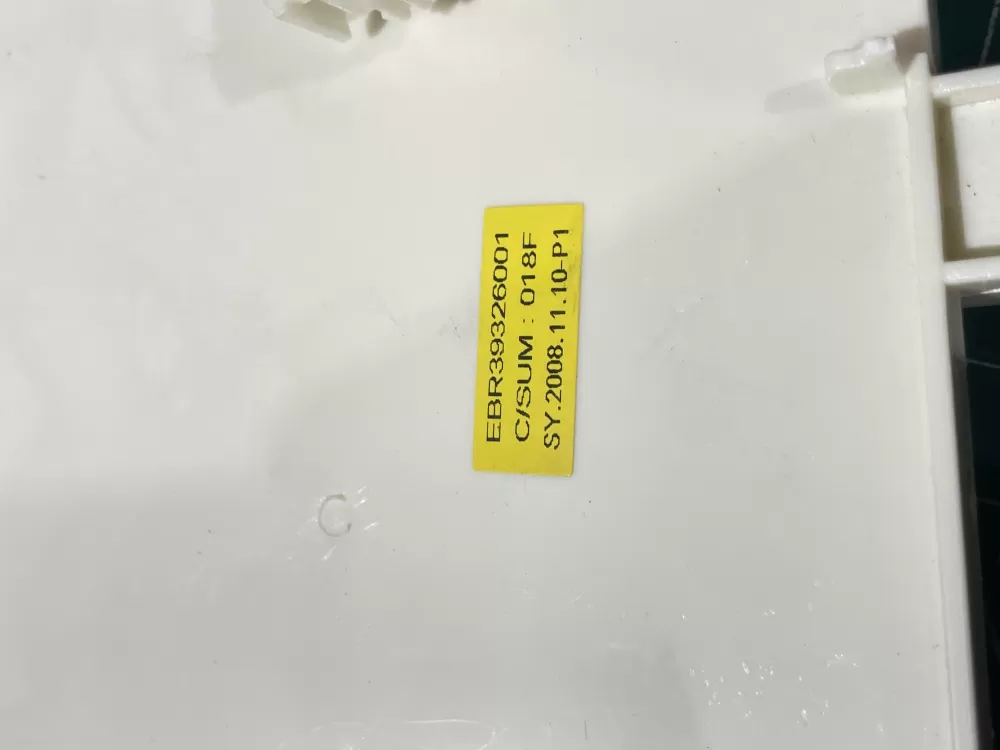 EBR39326001
C/SUM : 018F
SY.2008.11.10-P1
C